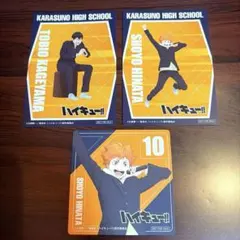 KARASUNO HIGH SCHOOL
TOBIO KAGEYAMA
ハイキュー!!
KARASUNO HIGH SCHOOL
SHOYO HINATA
ハイキュー!!
10
SHOYO HINATA
ハイキュー!!